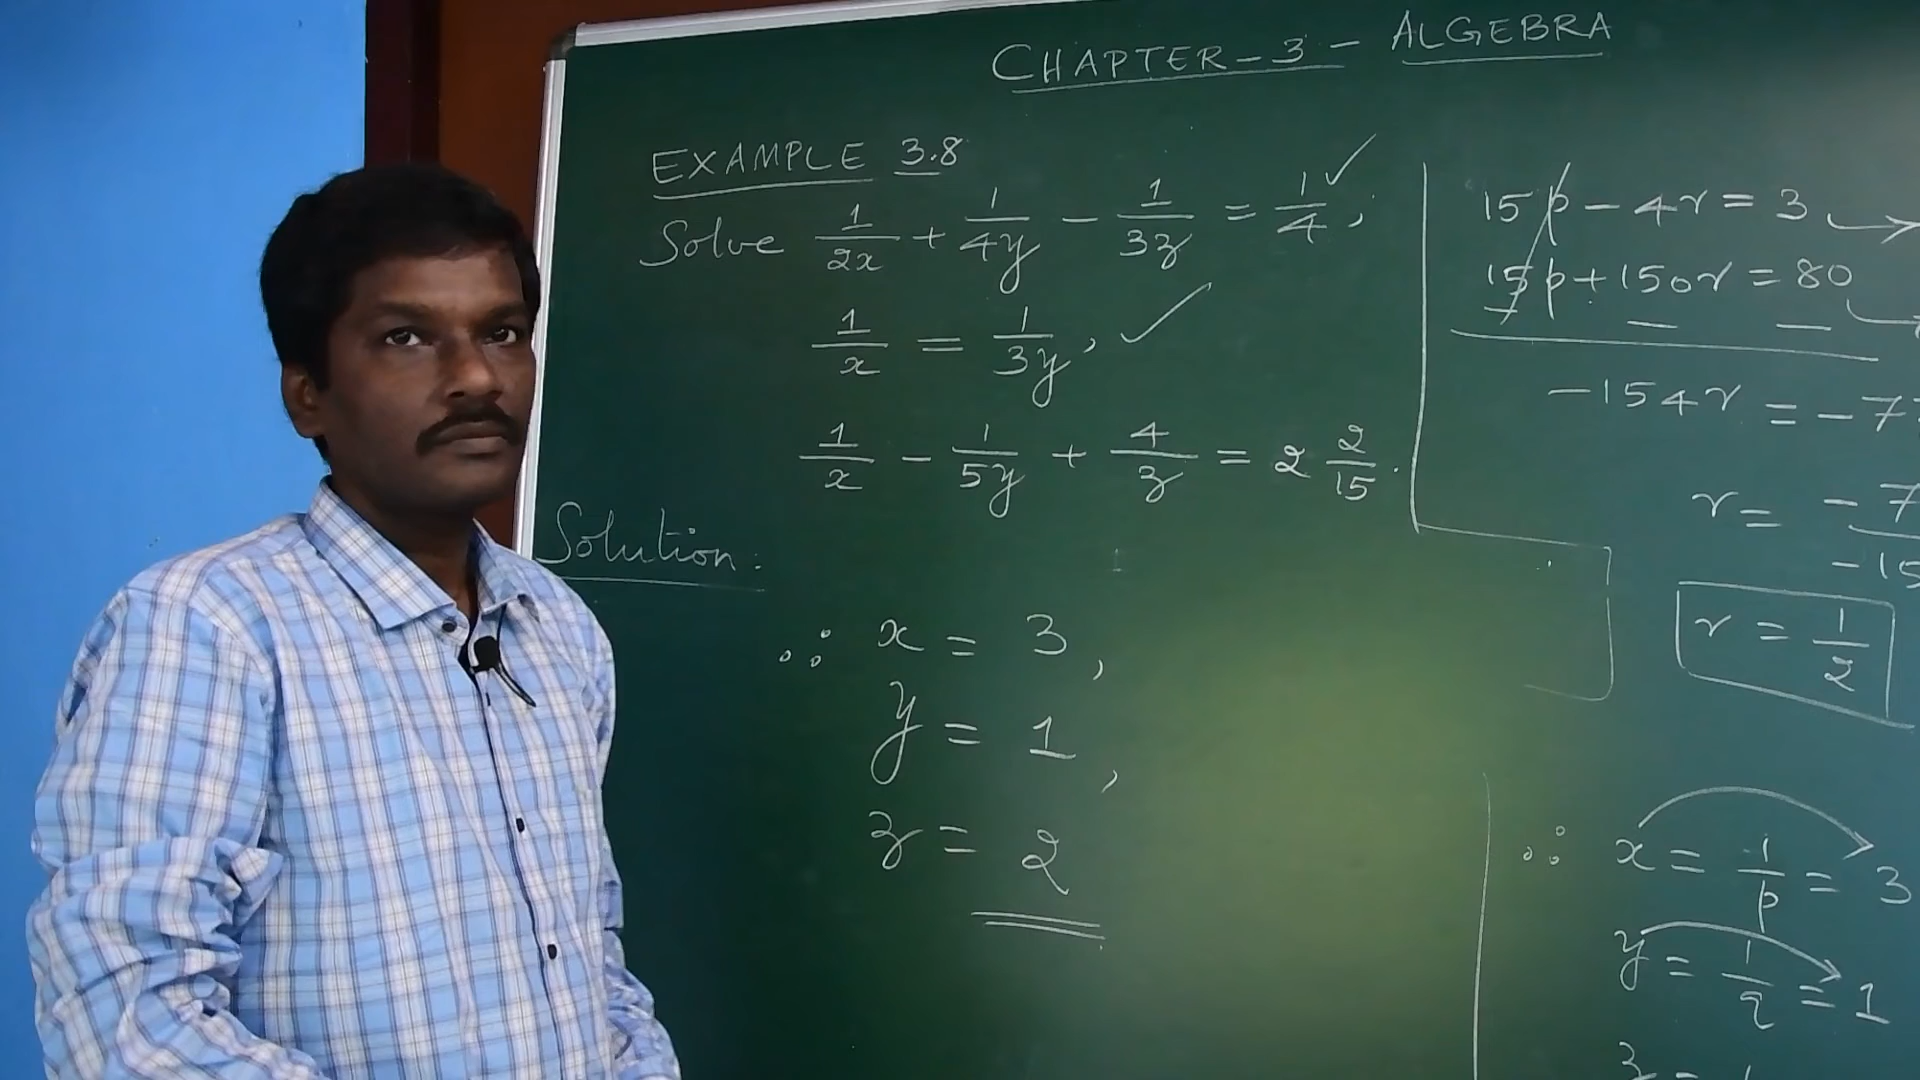 CHAPTER-3-ALGEBRA
EXAMPLE 3.8
Solve 1/2x + 1/4y - 1/3z = 1/4 ✓;
1/x = 1/3y, ✓
1/x - 1/5y + 4/z = 2 2/15.
Solution:
∴ x = 3,
y = 1,
z = 2
15p - 4r = 3
15p + 150r = 80
-154r = -7
r = -7
-15
r = 1/2
∴ x = 1/p = 3
y = 1/q = 1